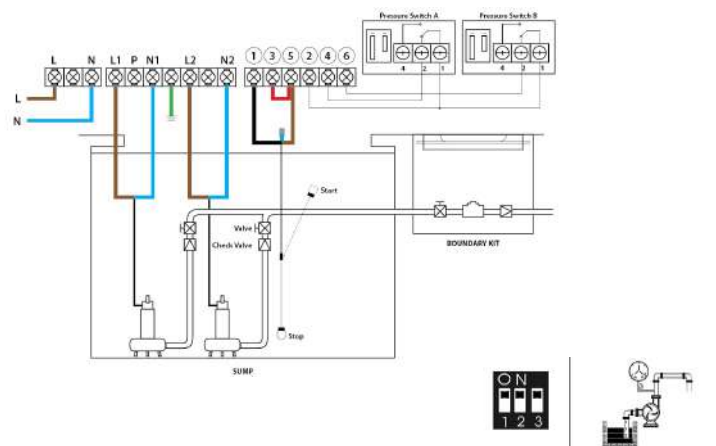 Pressure Switch A
Pressure Switch B
4 2 1
4 2 1
L N L1 P N1 L2 N2
1 3 5 2 4 6
L
N
Start
Valve
Check Valve
Stop
BOUNDARY KIT
SUMP
ON
1 2 3